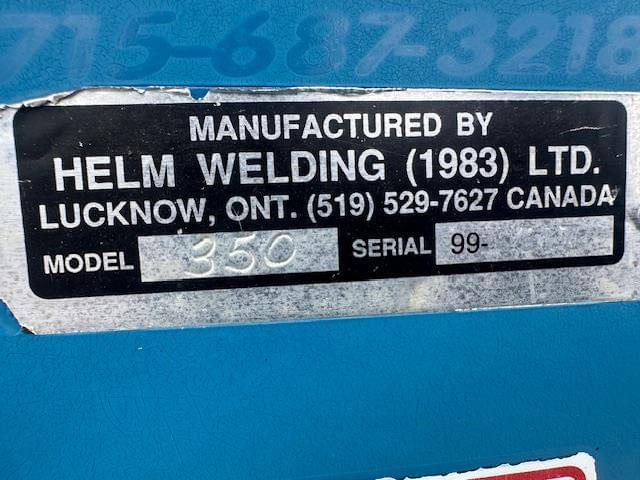 715-687-3218
MANUFACTURED BY
HELM WELDING (1983) LTD.
LUCKNOW, ONT. (519) 529-7627 CANADA
MODEL 350 SERIAL 99-